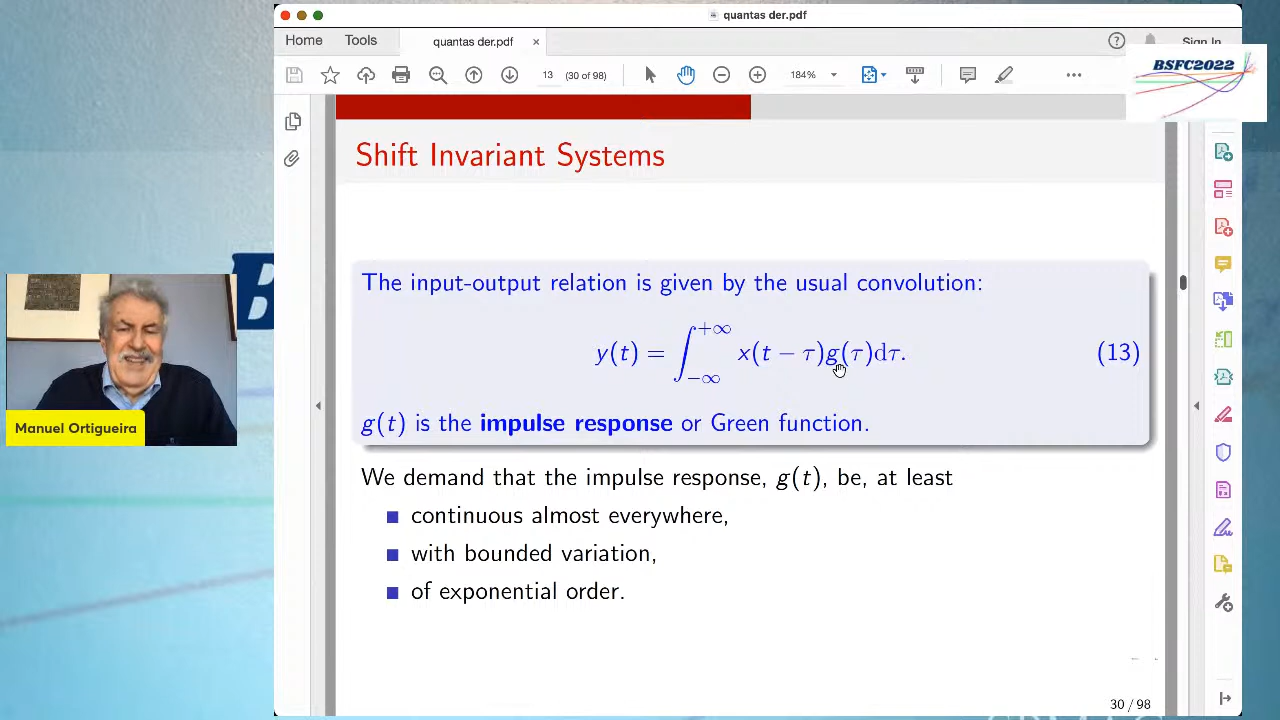 quantas der.pdf
Home Tools quantas der.pdf × Sign In
BSFC2022
(30 of 98) 184%
Shift Invariant Systems
The input-output relation is given by the usual convolution:
y(t) = ∫_{−∞}^{+∞} x(t − τ)g(τ)dτ. (13)
g(t) is the impulse response or Green function.
We demand that the impulse response, g(t), be, at least
continuous almost everywhere,
with bounded variation,
of exponential order.
30 / 98
Manuel Ortigueira